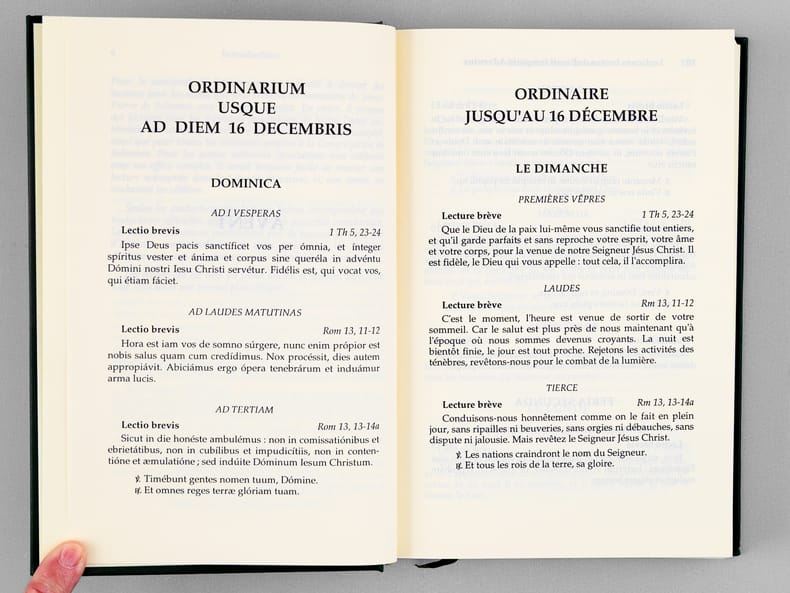 ORDINARIUM
USQUE
AD DIEM 16 DECEMBRIS
DOMINICA
AD I VESPERAS
Lectio brevis 1 Th 5, 23-24
Ipse Deus pacis sanctíficet vos per ómnia, et ínteger
spíritus vester et ánima et corpus sine queréla in advéntu
Dómini nostri Iesu Christi servétur. Fidélis est, qui vocat vos,
qui étiam fáciet.
AD LAUDES MATUTINAS
Lectio brevis Rom 13, 11-12
Hora est iam vos de somno súrgere, nunc enim própior est
nobis salus quam cum credídimus. Nox procéssit, dies autem
appropiávit. Abiciámus ergo ópera tenebrárum et induámur
arma lucis.
AD TERTIAM
Lectio brevis Rom 13, 13-14a
Sicut in die honéste ambulémus : non in comissatiónibus et
ebrietátibus, non in cubílibus et impudicítiis, non in conten-
tióne et æmulatióne ; sed indúite Dóminum Iesum Christum.
℣. Timébunt gentes nomen tuum, Dómine.
℟. Et omnes reges terræ glóriam tuam.
ORDINAIRE
JUSQU'AU 16 DÉCEMBRE
LE DIMANCHE
PREMIÈRES VÊPRES
Lecture brève 1 Th 5, 23-24
Que le Dieu de la paix lui-même vous sanctifie tout entiers,
et qu'il garde parfaits et sans reproche votre esprit, votre âme
et votre corps, pour la venue de notre Seigneur Jésus Christ. Il
est fidèle, le Dieu qui vous appelle : tout cela, il l'accomplira.
LAUDES
Lecture brève Rm 13, 11-12
C'est le moment, l'heure est venue de sortir de votre
sommeil. Car le salut est plus près de nous maintenant qu'à
l'époque où nous sommes devenus croyants. La nuit est
bientôt finie, le jour est tout proche. Rejetons les activités des
ténèbres, revêtons-nous pour le combat de la lumière.
TIERCE
Lecture brève Rm 13, 13-14a
Conduisons-nous honnêtement comme on le fait en plein
jour, sans ripailles ni beuveries, sans orgies ni débauches, sans
dispute ni jalousie. Mais revêtez le Seigneur Jésus Christ.
℣. Les nations craindront le nom du Seigneur.
℟. Et tous les rois de la terre, sa gloire.